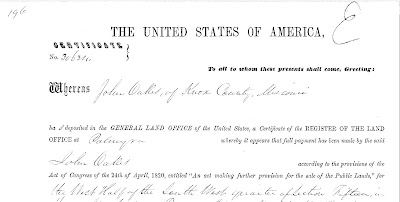 196
THE UNITED STATES OF AMERICA,
E
CERTIFICATE
No.
To all to whom these presents shall come, Greeting:
Whereas John Oakes, of Knox County, Missouri
ha s deposited in the GENERAL LAND OFFICE of the United States, a Certificate of the REGISTER OF THE LAND
OFFICE at Palmyra whereby it appears that full payment has been made by the said
John Oakes according to the provisions of the
Act of Congress of the 24th of April, 1820, entitled "An act making further provision for the sale of the Public Lands," for
the West Half of the South West quarter of Section Fifteen in